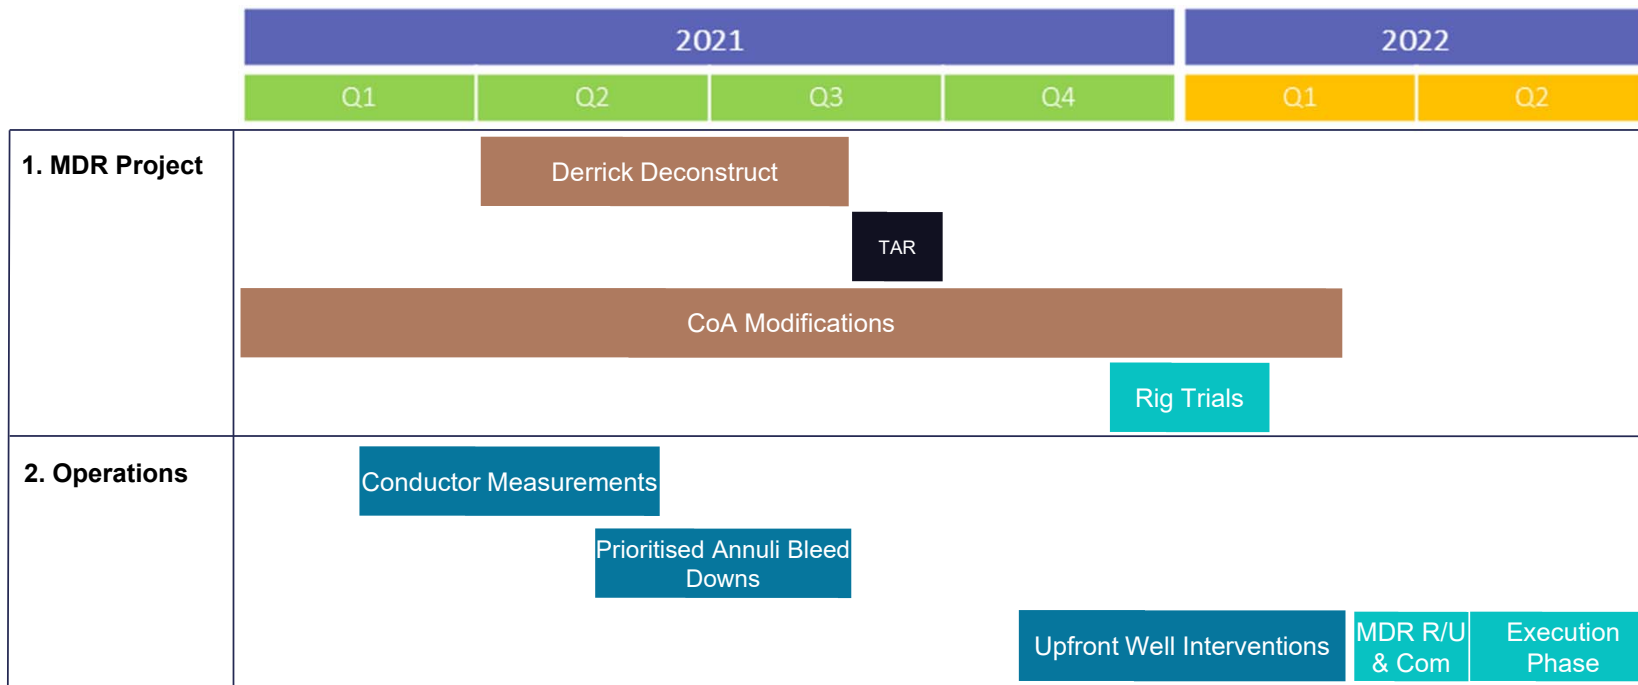 2021
2022
Q1
Q2
Q3
Q4
Q1
Q2
1. MDR Project
Derrick Deconstruct
TAR
CoA Modifications
Rig Trials
2. Operations
Conductor Measurements
Prioritised Annuli Bleed
Downs
Upfront Well Interventions
MDR R/U
& Com
Execution
Phase